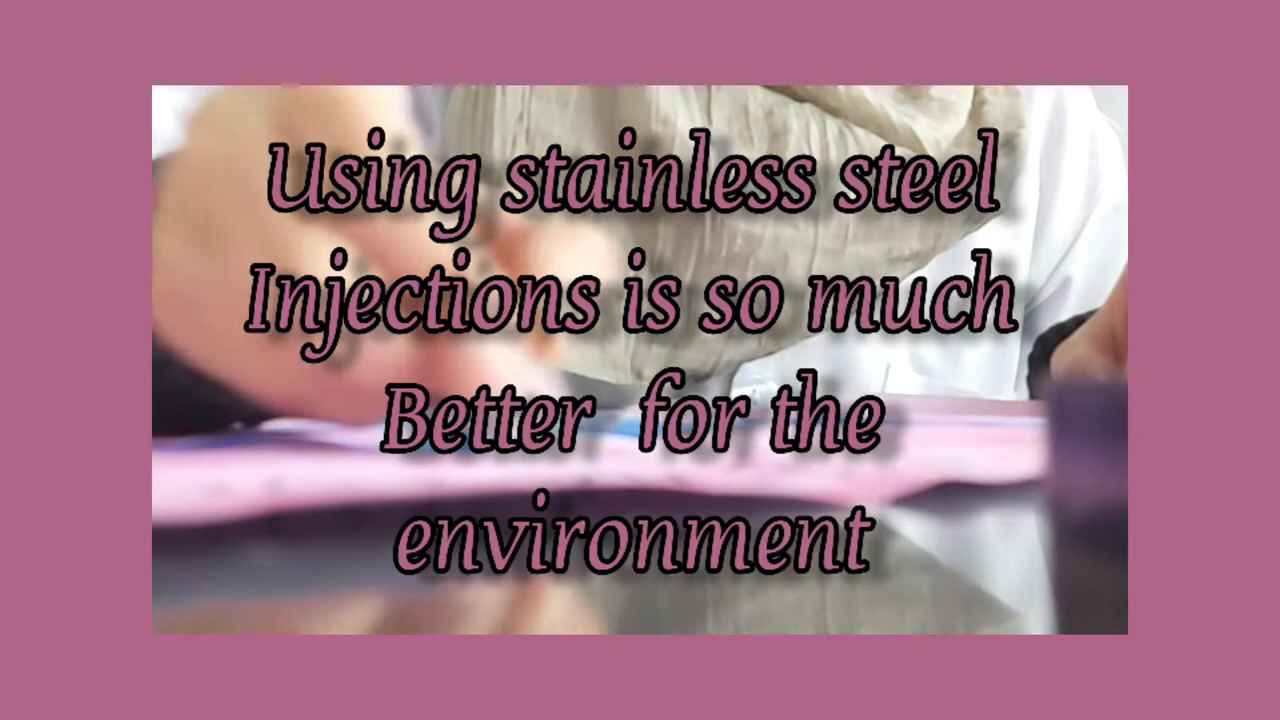 Using stainless steel
Injections is so much
Better for the
environment